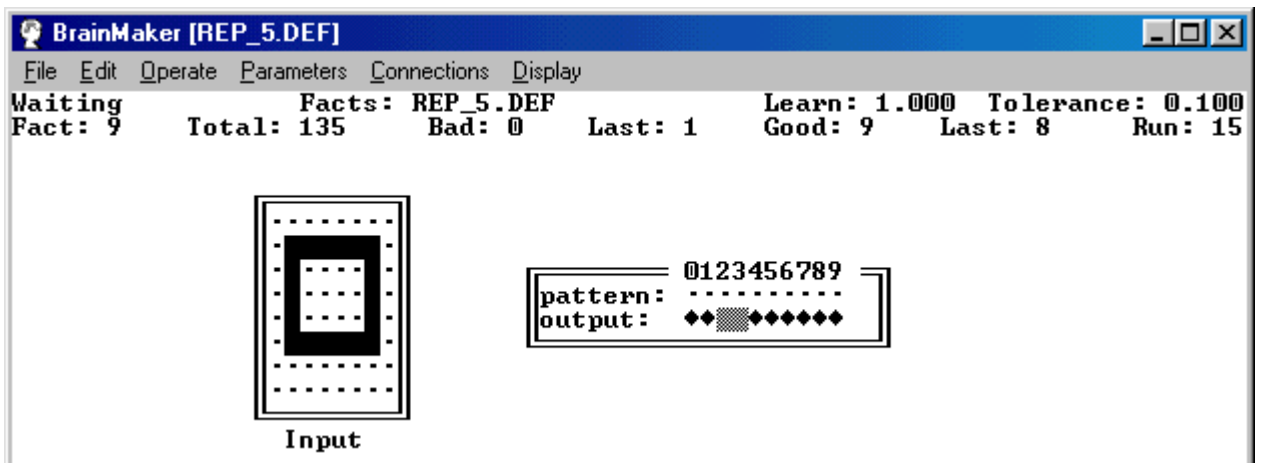 BrainMaker [REP_5.DEF]
File Edit Operate Parameters Connections Display
Waiting Facts: REP_5.DEF Learn: 1.000 Tolerance: 0.100
Fact: 9 Total: 135 Bad: 0 Last: 1 Good: 9 Last: 8 Run: 15
0123456789
pattern: ----------
output: ♦♦▒▒♦♦♦♦♦♦
Input